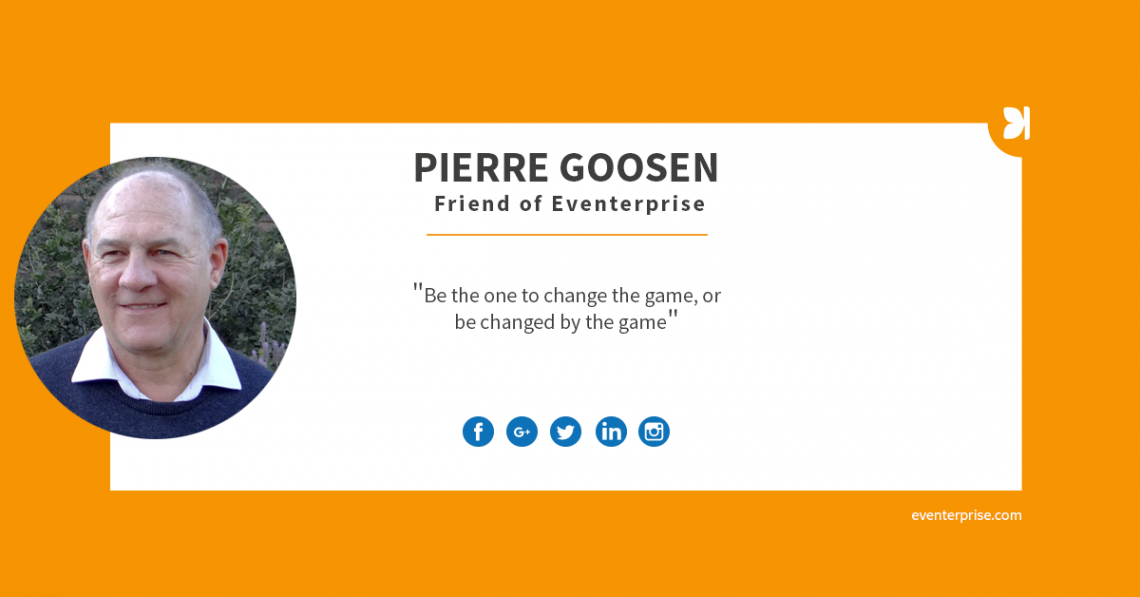 PIERRE GOOSEN
Friend of Eventerprise
"Be the one to change the game, or
be changed by the game"
f G+ in
eventerprise.com